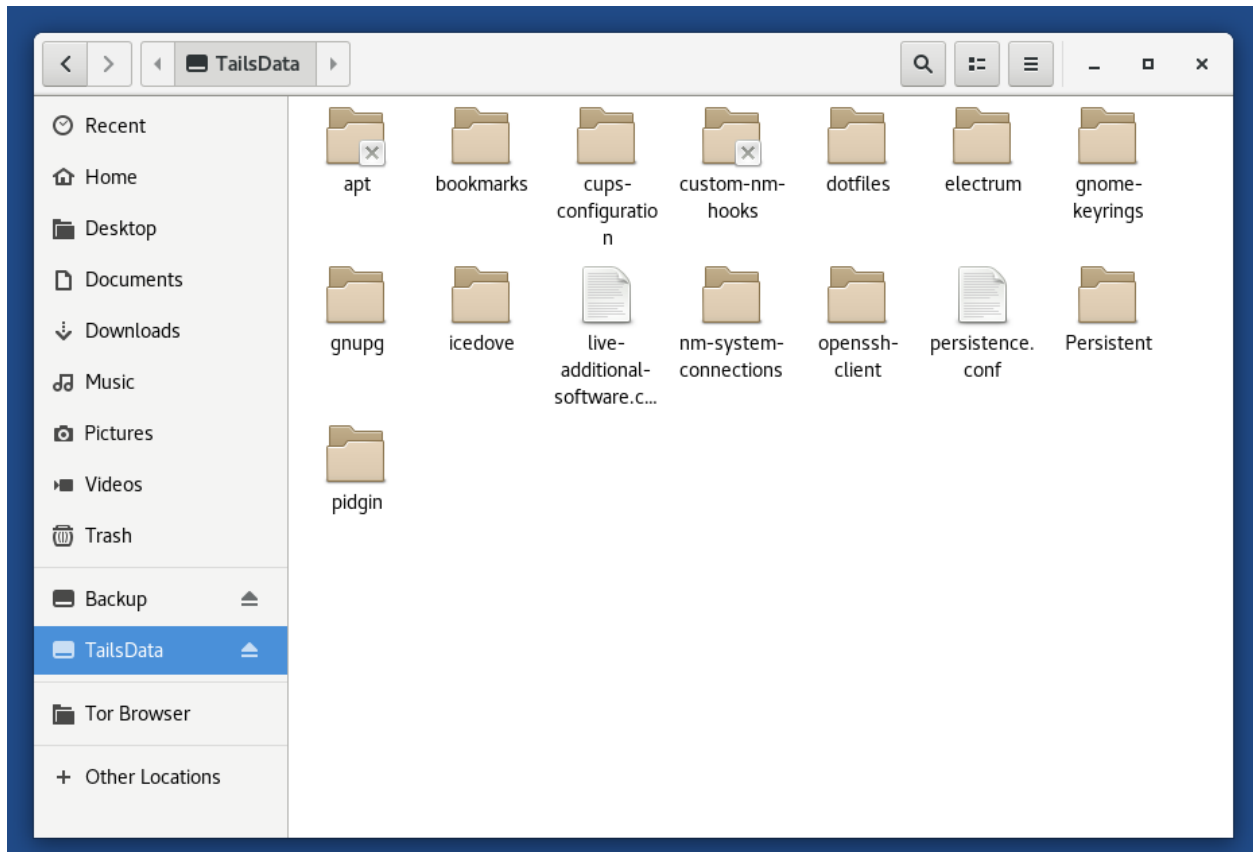 TailsData
Recent
Home
Desktop
Documents
Downloads
Music
Pictures
Videos
Trash
Backup
TailsData
Tor Browser
Other Locations
apt
bookmarks
cups-
configuratio
n
custom-nm-
hooks
dotfiles
electrum
gnome-
keyrings
gnupg
icedove
live-
additional-
software.c...
nm-system-
connections
openssh-
client
persistence.
conf
Persistent
pidgin